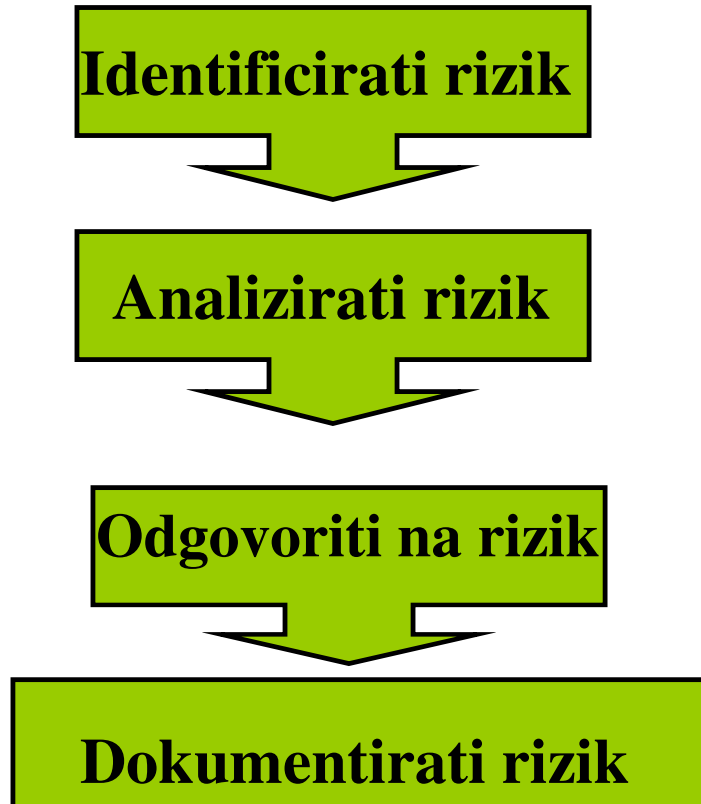 Identificirati rizik
Analizirati rizik
Odgovoriti na rizik
Dokumentirati rizik